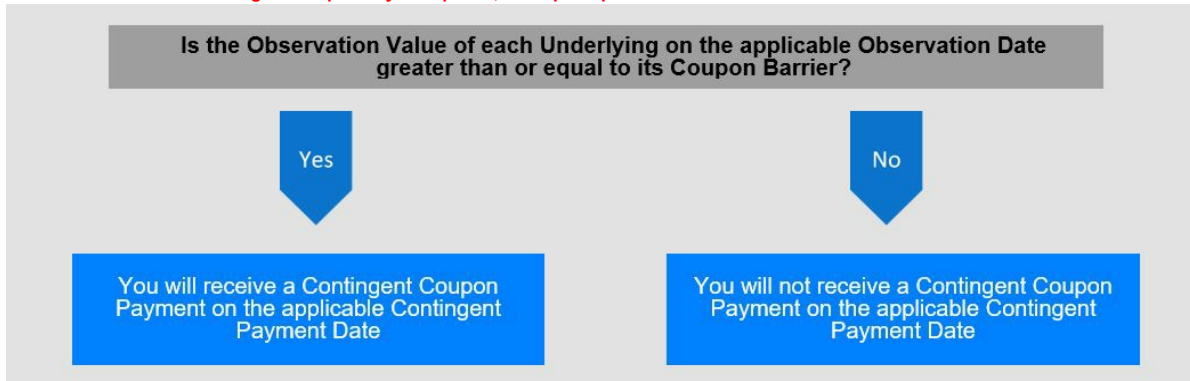 Is the Observation Value of each Underlying on the applicable Observation Date
greater than or equal to its Coupon Barrier?
Yes
No
You will receive a Contingent Coupon
Payment on the applicable Contingent
Payment Date
You will not receive a Contingent Coupon
Payment on the applicable Contingent
Payment Date